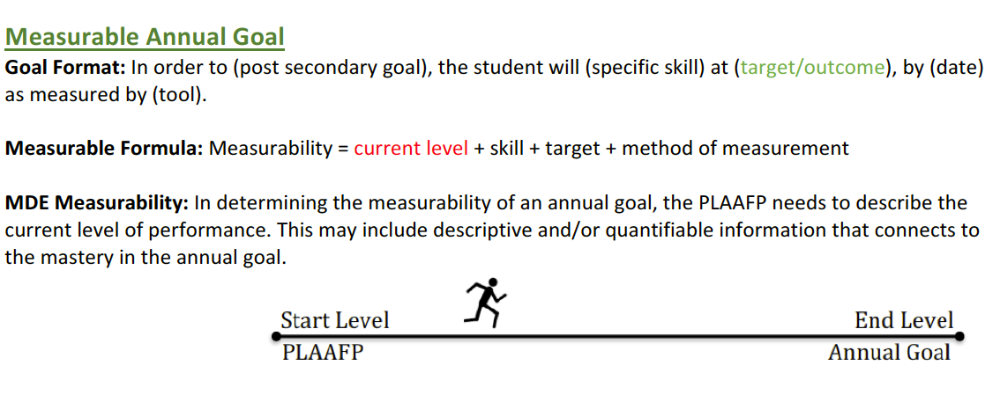 Measurable Annual Goal
Goal Format: In order to (post secondary goal), the student will (specific skill) at (target/outcome), by (date)
as measured by (tool).
Measurable Formula: Measurability = current level + skill + target + method of measurement
MDE Measurability: In determining the measurability of an annual goal, the PLAAFP needs to describe the
current level of performance. This may include descriptive and/or quantifiable information that connects to
the mastery in the annual goal.
Start Level
End Level
PLAAFP
Annual Goal